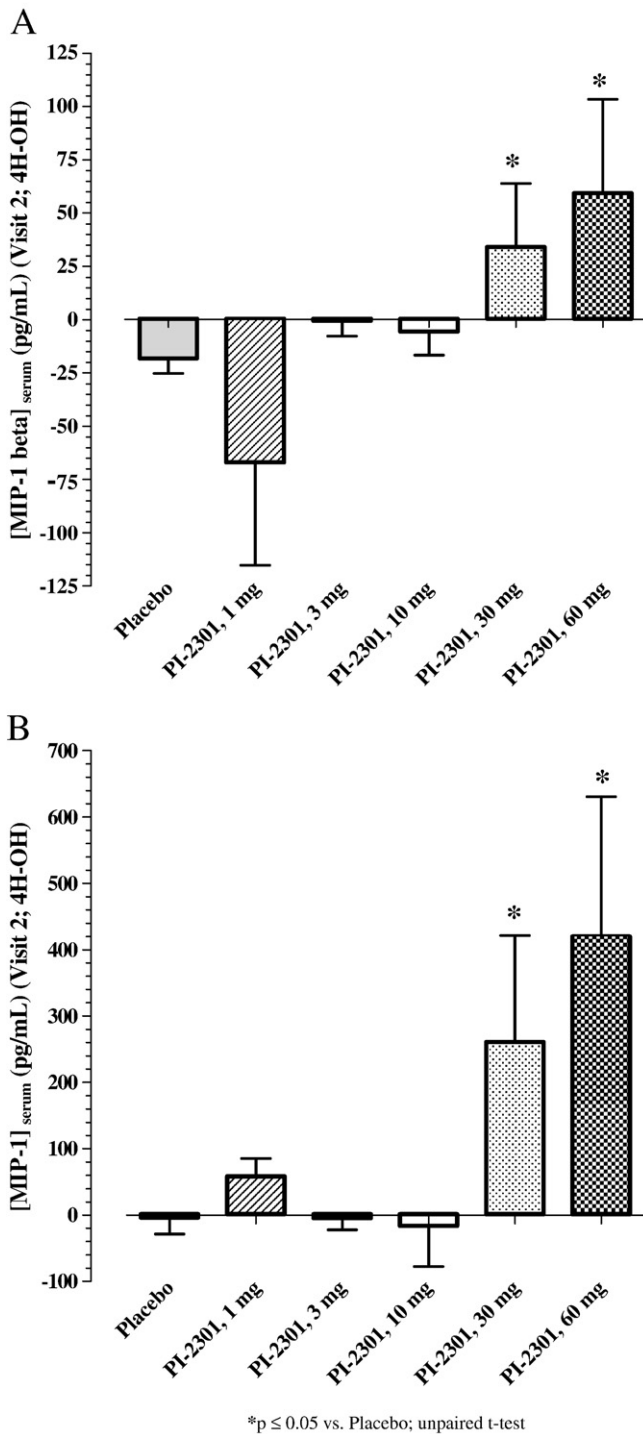 A
[MIP-1 beta] serum (pg/mL) (Visit 2; 4H-OH)
125
100
75
50
25
0
-25
-50
-75
-100
-125
*
*
Placebo
PI-2301, 1 mg
PI-2301, 3 mg
PI-2301, 10 mg
PI-2301, 30 mg
PI-2301, 60 mg
B
[MIP-1] serum (pg/mL) (Visit 2; 4H-OH)
700
600
500
400
300
200
100
0
-100
*
*
Placebo
PI-2301, 1 mg
PI-2301, 3 mg
PI-2301, 10 mg
PI-2301, 30 mg
PI-2301, 60 mg
*p ≤ 0.05 vs. Placebo; unpaired t-test